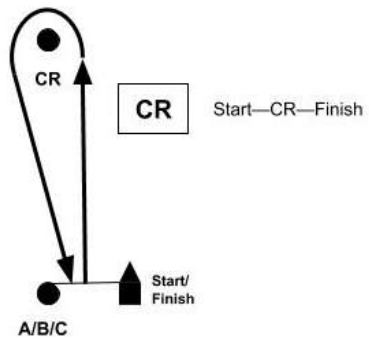 CR
CR
Start—CR—Finish
Start/
Finish
A/B/C